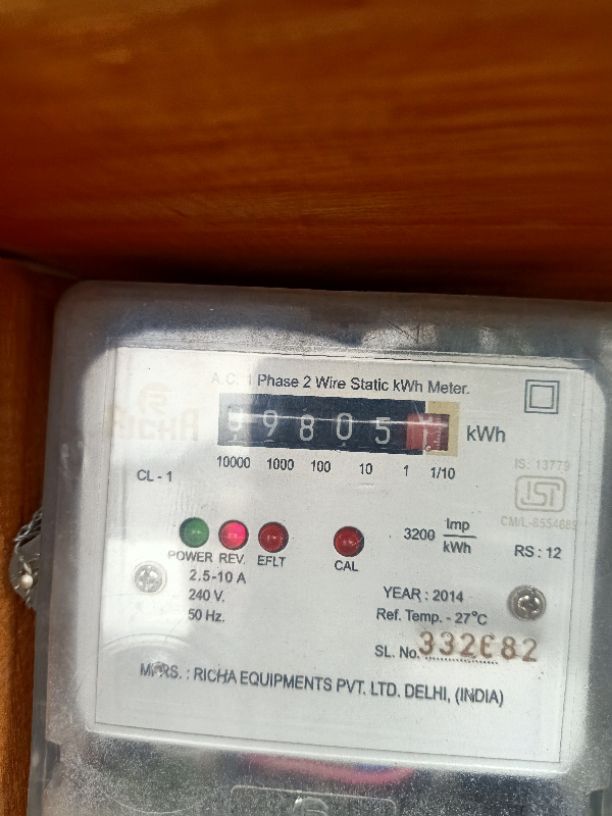 A.C. 1 Phase 2 Wire Static kWh Meter.
RICHA
99805 kWh
10000 1000 100 10 1 1/10
CL - 1
IS: 13779
ISI
3200 Imp/kWh
RS : 12
POWER REV. EFLT CAL
2.5-10 A
240 V.
50 Hz.
YEAR : 2014
Ref. Temp. - 27°C
SL. No. 332682
MFRS. : RICHA EQUIPMENTS PVT. LTD. DELHI, (INDIA)